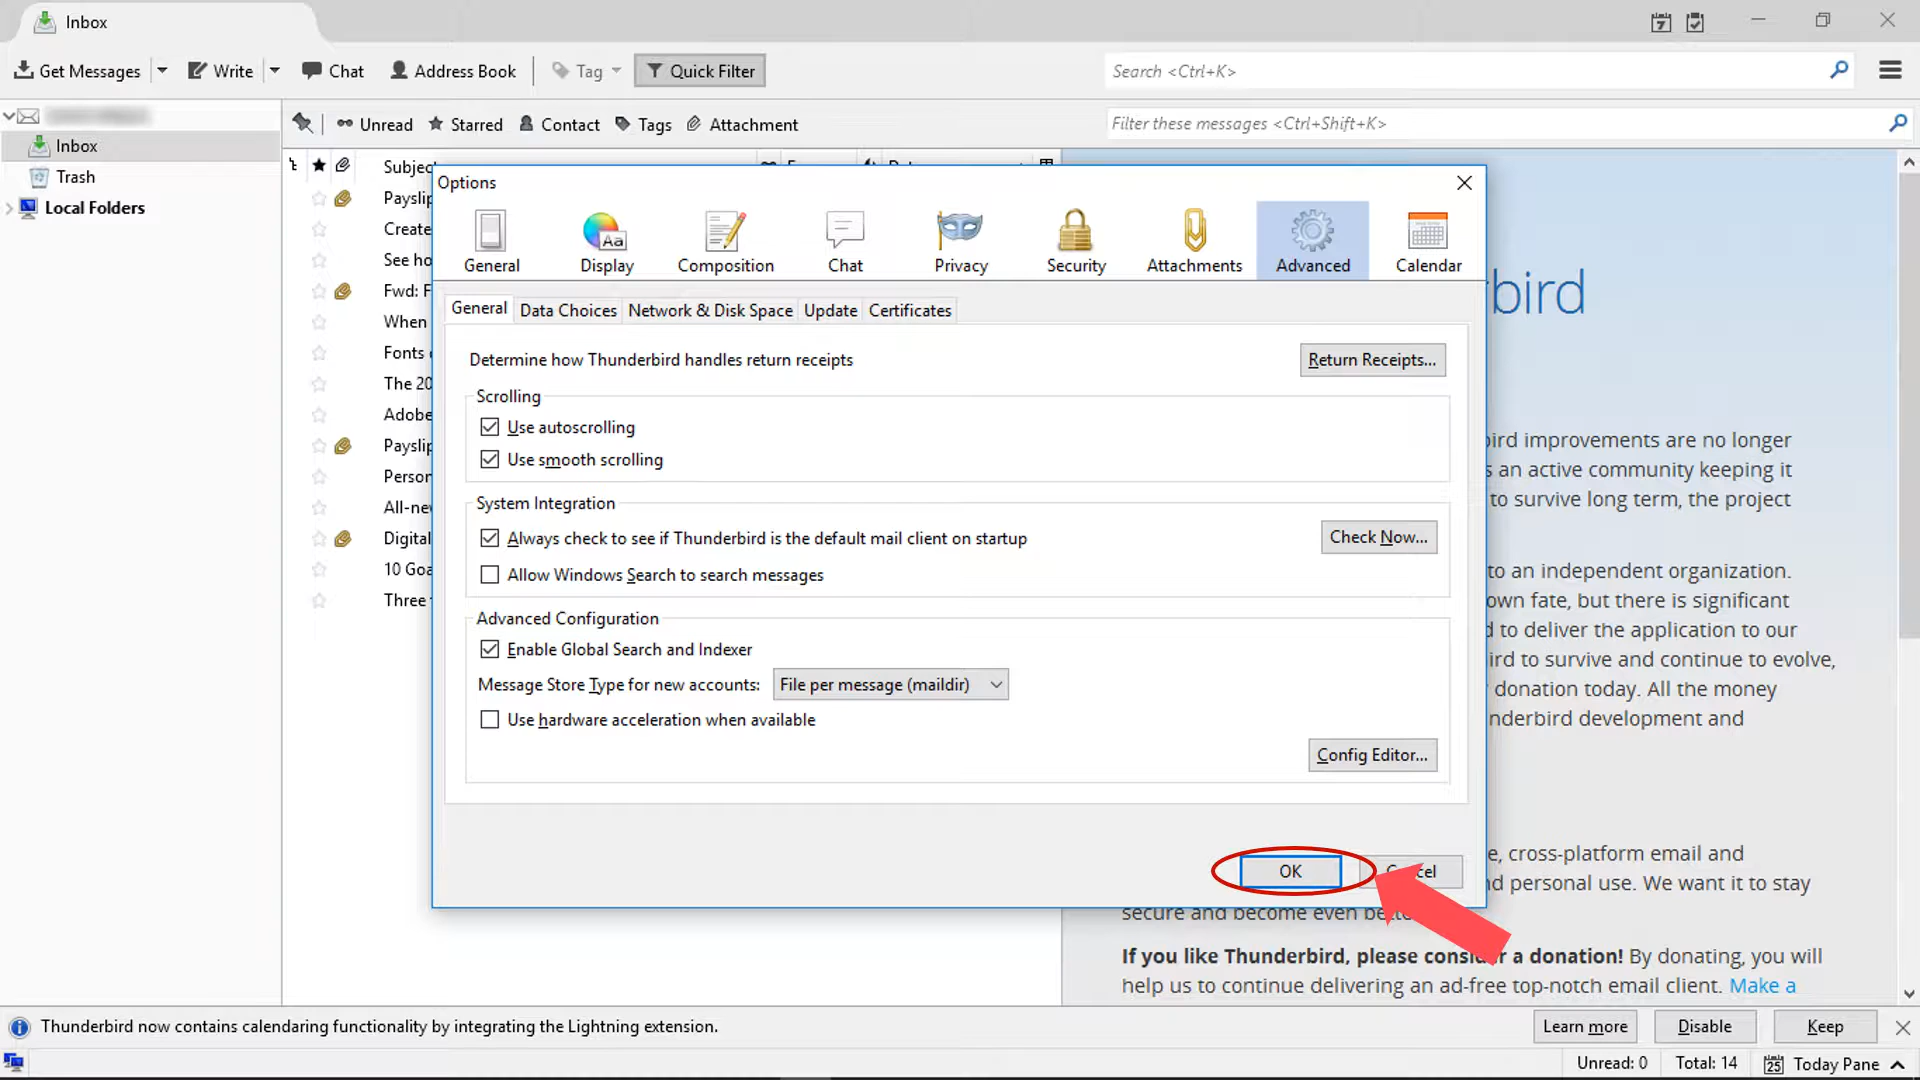 Inbox
Get Messages
Write
Chat
Address Book
Tag
Quick Filter
Search <Ctrl+K>
Unread
Starred
Contact
Tags
Attachment
Filter these messages <Ctrl+Shift+K>
Inbox
Trash
Local Folders
Subjec
Payslip
Create
See ho
Fwd: F
When
Fonts
The 20
Adobe
Payslip
Person
All-nev
Digital
10 Goa
Three
Options
General
Display
Composition
Chat
Privacy
Security
Attachments
Advanced
Calendar
General
Data Choices
Network & Disk Space
Update
Certificates
Determine how Thunderbird handles return receipts
Return Receipts...
Scrolling
Use autoscrolling
Use smooth scrolling
System Integration
Always check to see if Thunderbird is the default mail client on startup
Check Now...
Allow Windows Search to search messages
Advanced Configuration
Enable Global Search and Indexer
Message Store Type for new accounts:
File per message (maildir)
Use hardware acceleration when available
Config Editor...
OK
bird
bird improvements are no longer
s an active community keeping it
to survive long term, the project
to an independent organization.
own fate, but there is significant
d to deliver the application to our
ird to survive and continue to evolve,
donation today. All the money
nderbird development and
e, cross-platform email and
d personal use. We want it to stay
secure and become even
If you like Thunderbird, please consider a donation! By donating, you will
help us to continue delivering an ad-free top-notch email client. Make a
Thunderbird now contains calendaring functionality by integrating the Lightning extension.
Learn more
Disable
Keep
Unread: 0
Total: 14
25
Today Pane